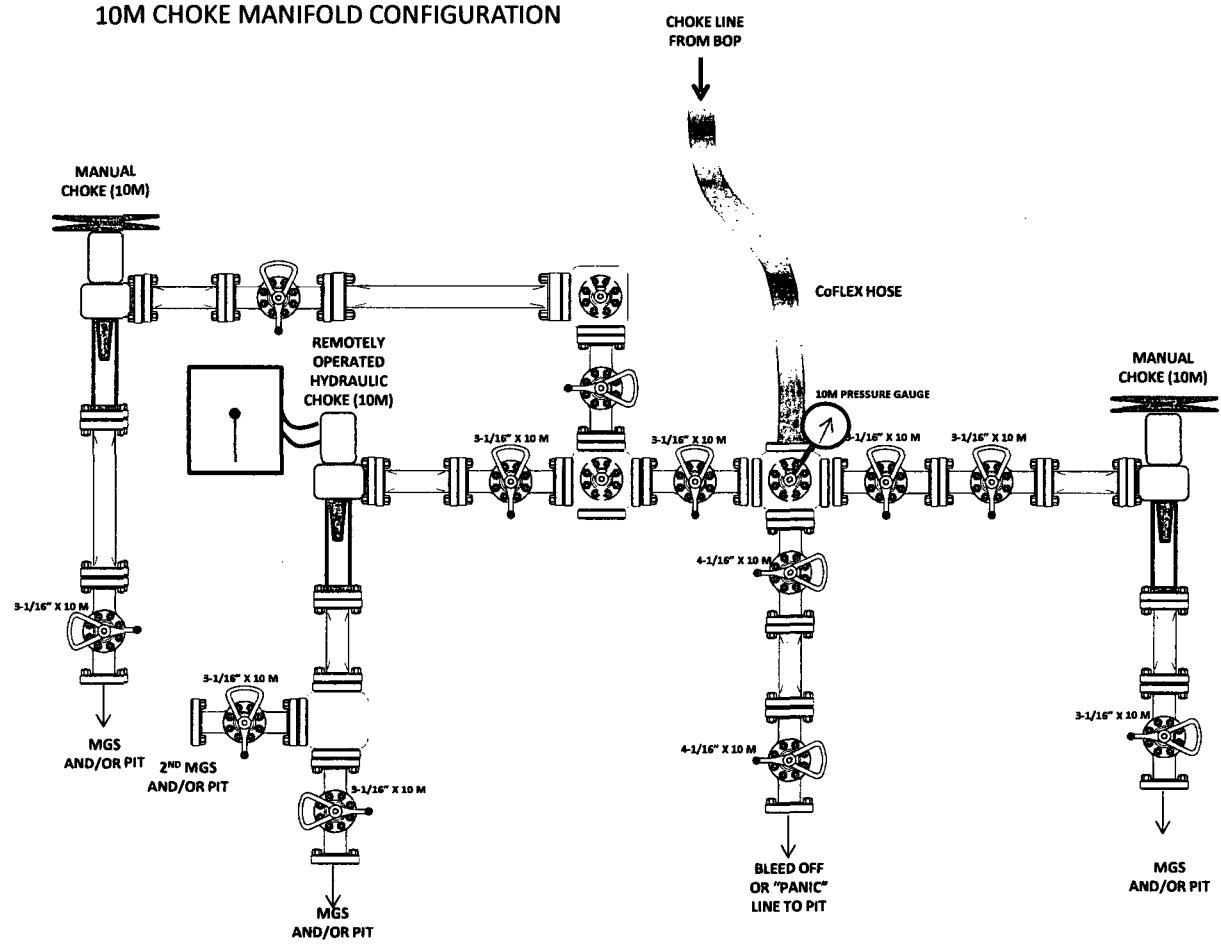 10M CHOKE MANIFOLD CONFIGURATION
CHOKE LINE
FROM BOP
MANUAL
CHOKE (10M)
CoFLEX HOSE
REMOTELY
OPERATED
HYDRAULIC
CHOKE (10M)
MANUAL
CHOKE (10M)
10M PRESSURE GAUGE
3-1/16" X 10 M
3-1/16" X 10 M
3-1/16" X 10 M
3-1/16" X 10 M
4-1/16" X 10 M
3-1/16" X 10 M
3-1/16" X 10 M
3-1/16" X 10 M
4-1/16" X 10 M
MGS
AND/OR PIT
2ND MGS
AND/OR PIT
3-1/16" X 10 M
BLEED OFF
OR "PANIC"
LINE TO PIT
MGS
AND/OR PIT
MGS
AND/OR PIT